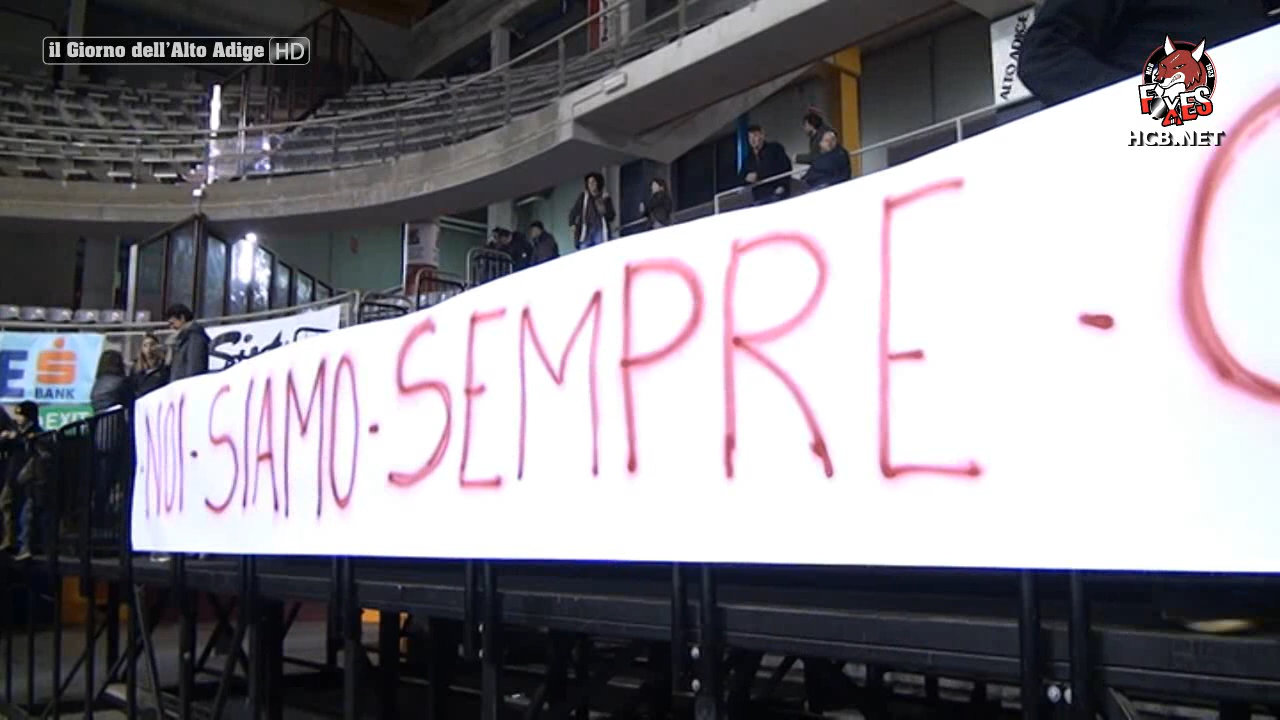 il Giorno dell'Alto Adige HD
FOXES
HCB.NET
ALTO ADIGE
-NOI-SIAMO-SEMPRE-C
E S
BANK
EXIT